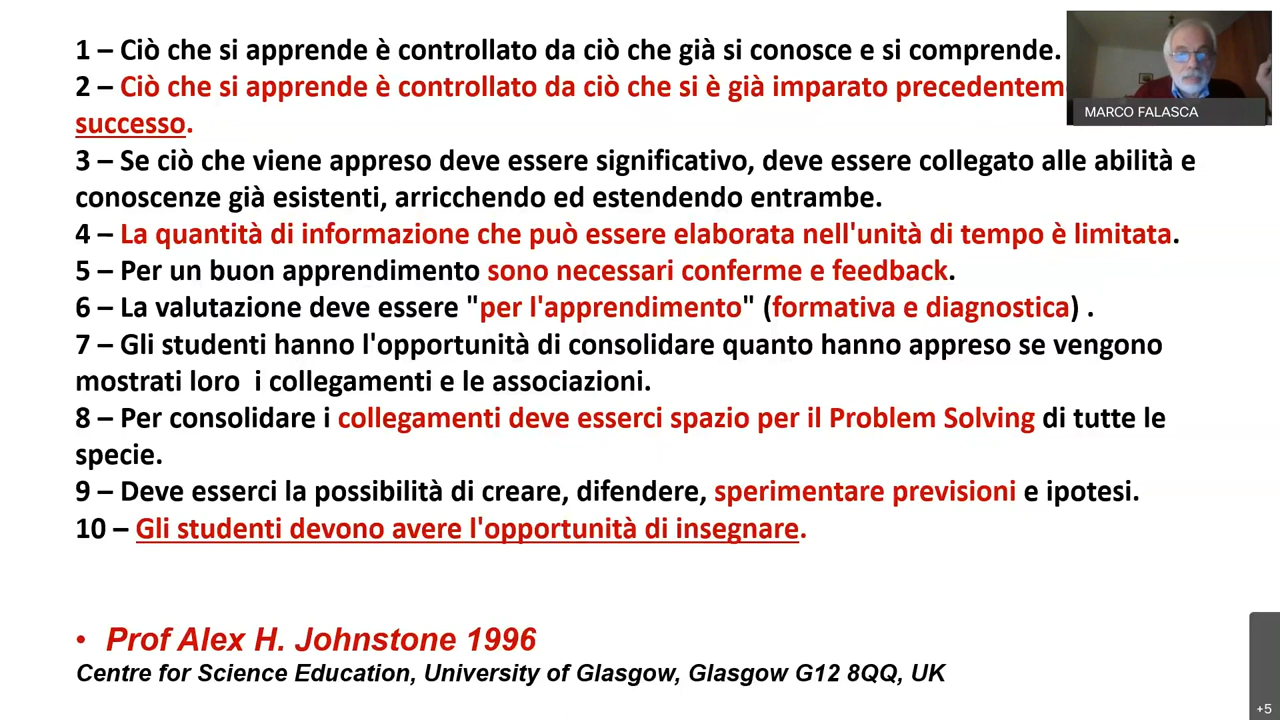 1 – Ciò che si apprende è controllato da ciò che già si conosce e si comprende.
2 – Ciò che si apprende è controllato da ciò che si è già imparato
successo.
3 – Se ciò che viene appreso deve essere significativo, deve essere collegato alle abilità e
conoscenze già esistenti, arricchendo ed estendendo entrambe.
4 – La quantità di informazione che può essere elaborata nell'unità di tempo è limitata.
5 – Per un buon apprendimento sono necessari conferme e feedback.
6 – La valutazione deve essere "per l'apprendimento" (formativa e diagnostica) .
7 – Gli studenti hanno l'opportunità di consolidare quanto hanno appreso se vengono
mostrati loro  i collegamenti e le associazioni.
8 – Per consolidare i collegamenti deve esserci spazio per il Problem Solving di tutte le
specie.
9 – Deve esserci la possibilità di creare, difendere, sperimentare previsioni e ipotesi.
10 – Gli studenti devono avere l'opportunità di insegnare.
• Prof Alex H. Johnstone 1996
Centre for Science Education, University of Glasgow, Glasgow G12 8QQ, UK
MARCO FALASCA
+5